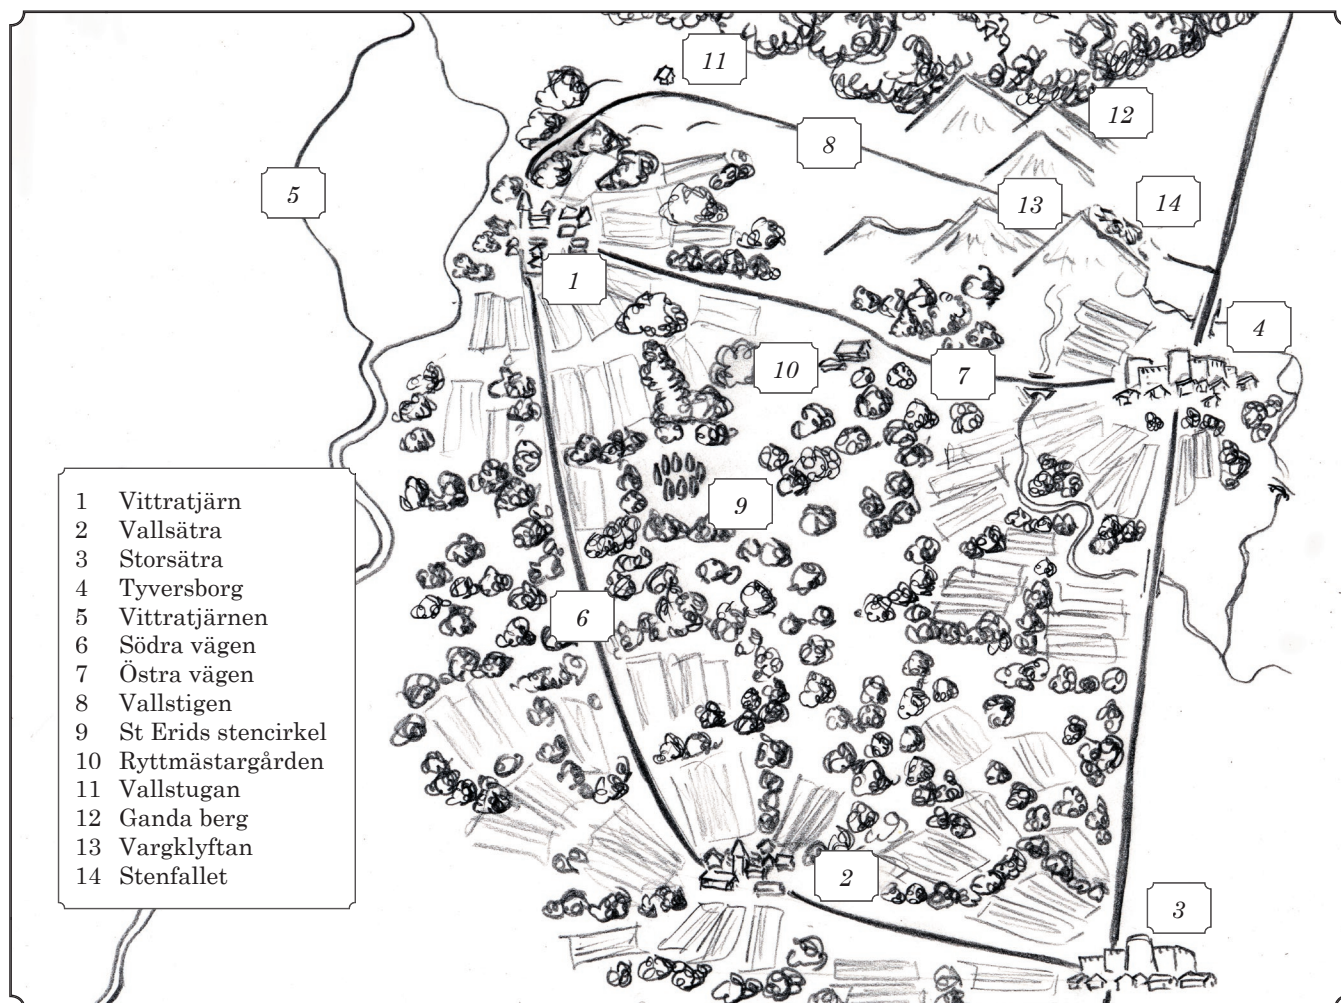 11
12
8
5
13
14
1
4
10
7
9
6
2
3
1 Vittratjärn
2 Vallsätra
3 Storsätra
4 Tyversborg
5 Vittratjärnen
6 Södra vägen
7 Östra vägen
8 Vallstigen
9 St Erids stencirkel
10 Ryttmästargården
11 Vallstugan
12 Ganda berg
13 Vargklyftan
14 Stenfallet